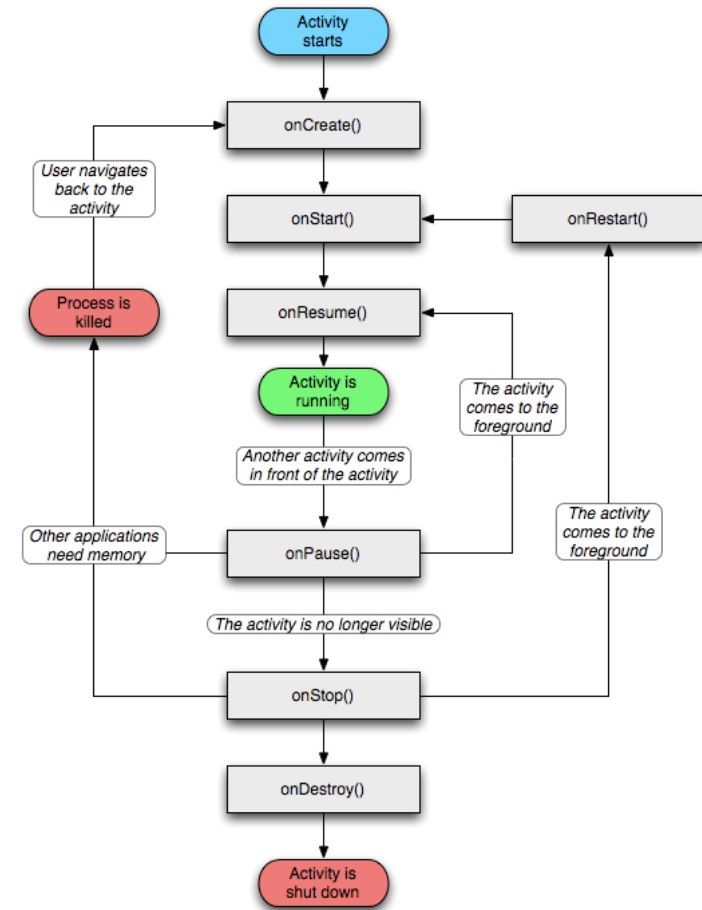 Activity
starts
onCreate()
User navigates
back to the
activity
onStart()
onRestart()
Process is
killed
onResume()
Activity is
running
The activity
comes to the
foreground
Another activity comes
in front of the activity
The activity
comes to the
foreground
Other applications
need memory
onPause()
The activity is no longer visible
onStop()
onDestroy()
Activity is
shut down